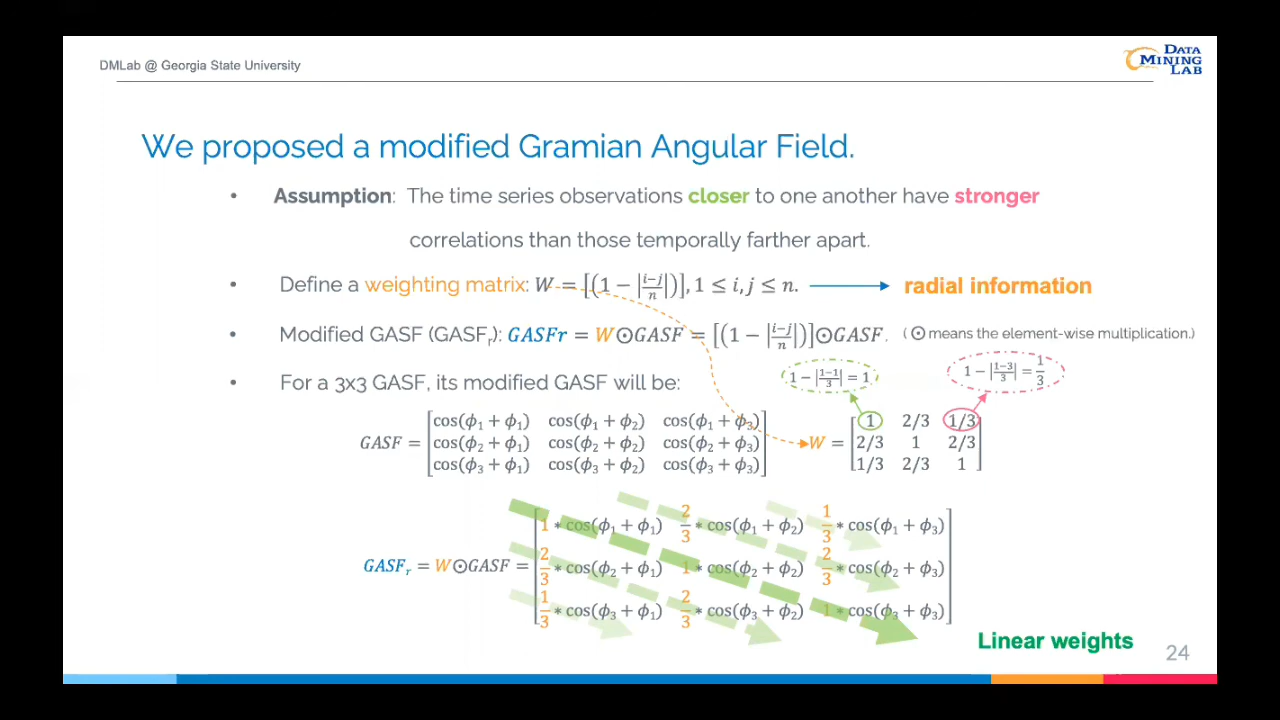 DMLab @ Georgia State University
DATA MINING LAB
We proposed a modified Gramian Angular Field.
• Assumption: The time series observations closer to one another have stronger
correlations than those temporally farther apart.
• Define a weighting matrix: W = [(1 − |i−j/n|)], 1 ≤ i, j ≤ n. radial information
• Modified GASF (GASFr): GASFr = W⊙GASF = [(1 − |i−j/n|)]⊙GASF. ( ⊙ means the element-wise multiplication.)
• For a 3x3 GASF, its modified GASF will be:
1 − |1−1/3| = 1
1 − |1−3/3| = 1/3
GASF = [cos(ϕ1 + ϕ1) cos(ϕ1 + ϕ2) cos(ϕ1 + ϕ3)
cos(ϕ2 + ϕ1) cos(ϕ2 + ϕ2) cos(ϕ2 + ϕ3)
cos(ϕ3 + ϕ1) cos(ϕ3 + ϕ2) cos(ϕ3 + ϕ3)]
W = [1 2/3 1/3
2/3 1 2/3
1/3 2/3 1]
GASFr = W⊙GASF = [1 * cos(ϕ1 + ϕ1) 2/3 * cos(ϕ1 + ϕ2) 1/3 * cos(ϕ1 + ϕ3)
2/3 * cos(ϕ2 + ϕ1) 1 * cos(ϕ2 + ϕ2) 2/3 * cos(ϕ2 + ϕ3)
1/3 * cos(ϕ3 + ϕ1) 2/3 * cos(ϕ3 + ϕ2) 1 * cos(ϕ3 + ϕ3)]
Linear weights
24